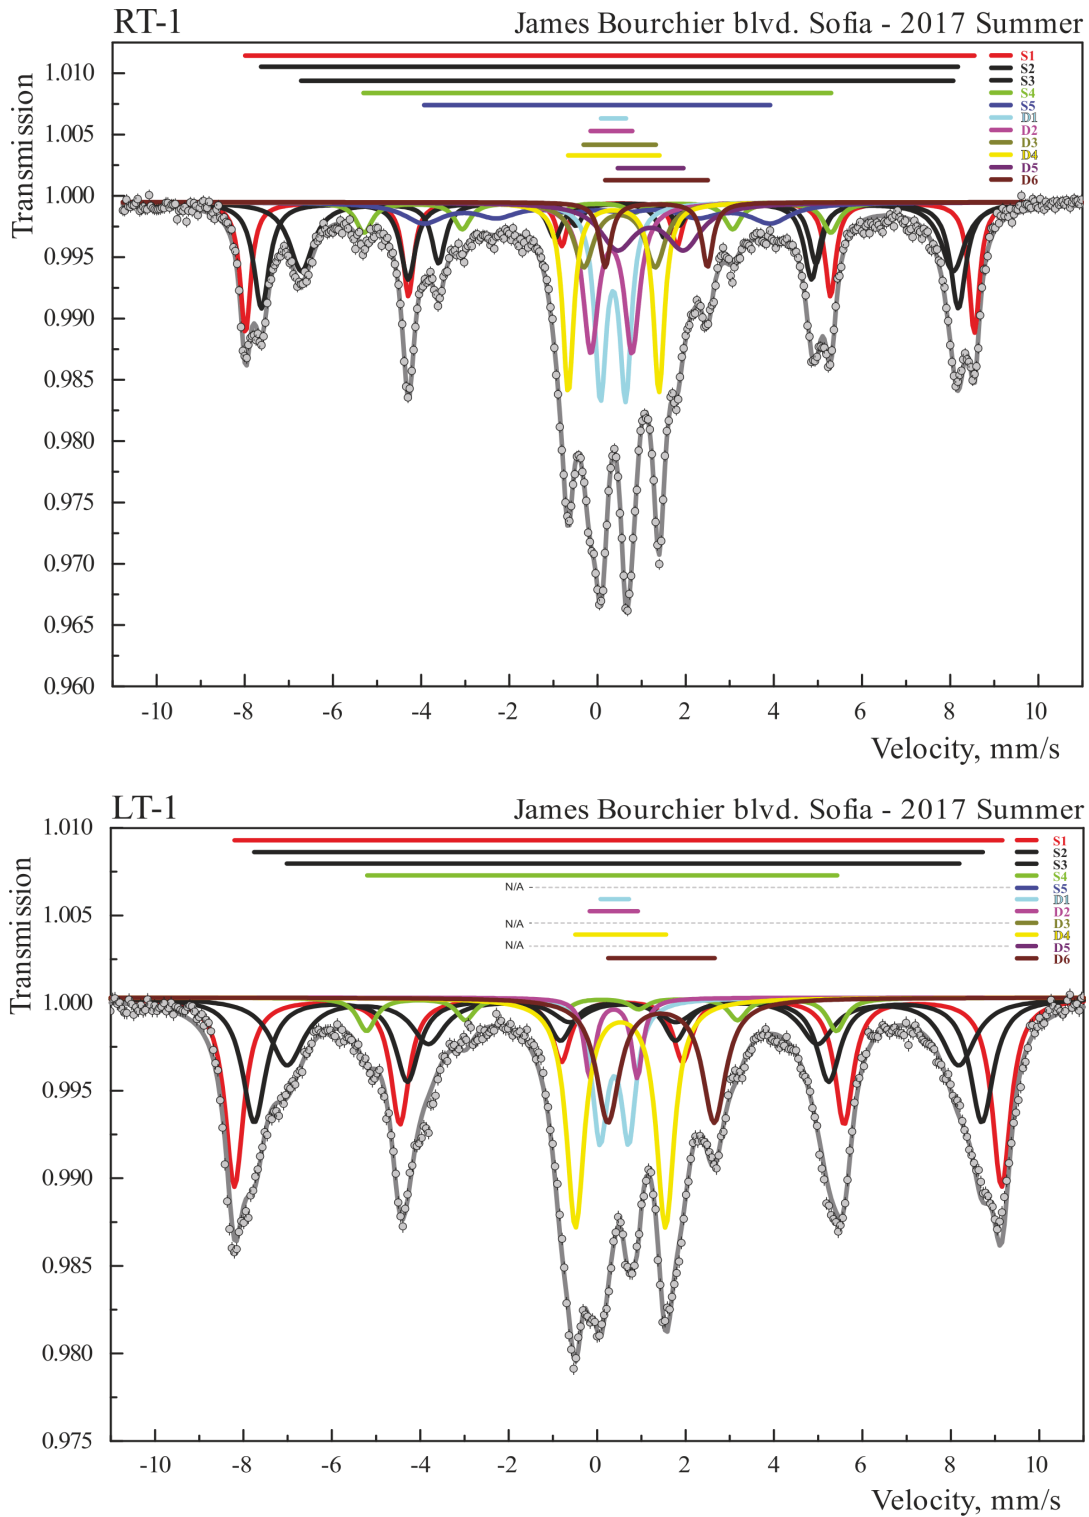 RT-1
James Bourchier blvd. Sofia - 2017 Summer
Transmission
1.010
1.005
1.000
0.995
0.990
0.985
0.980
0.975
0.970
0.965
0.960
S1
S2
S3
S4
S5
D1
D2
D3
D4
D5
D6
-10 -8 -6 -4 -2 0 2 4 6 8 10
Velocity, mm/s
LT-1
James Bourchier blvd. Sofia - 2017 Summer
Transmission
1.010
1.005
1.000
0.995
0.990
0.985
0.980
0.975
S1
S2
S3
S4
N/A S5
D1
D2
N/A D3
D4
N/A D5
D6
-10 -8 -6 -4 -2 0 2 4 6 8 10
Velocity, mm/s